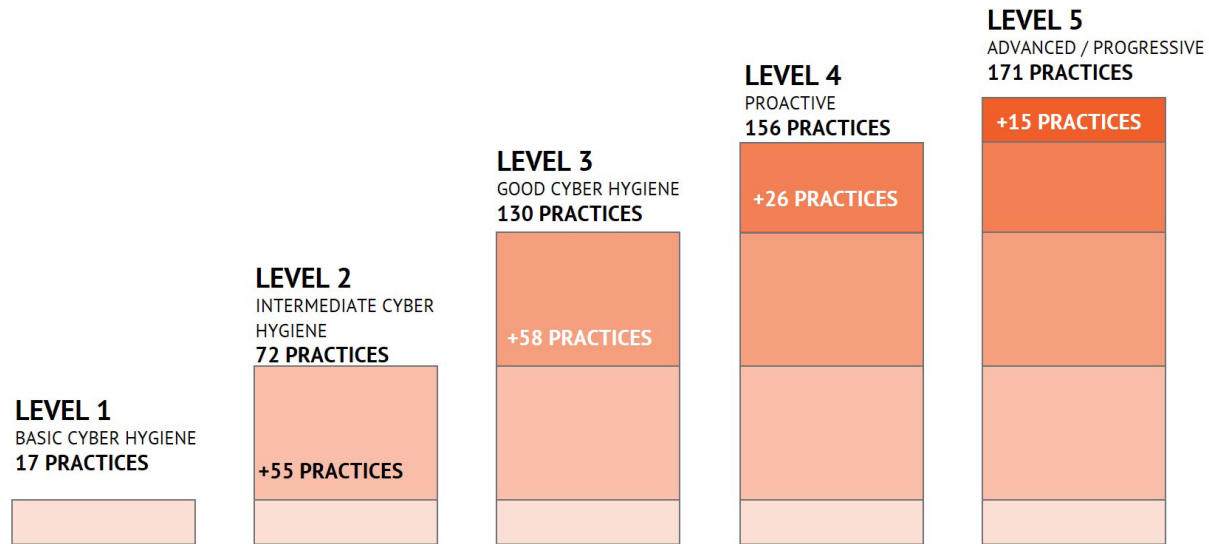 LEVEL 1
BASIC CYBER HYGIENE
17 PRACTICES
LEVEL 2
INTERMEDIATE CYBER
HYGIENE
72 PRACTICES
+55 PRACTICES
LEVEL 3
GOOD CYBER HYGIENE
130 PRACTICES
+58 PRACTICES
LEVEL 4
PROACTIVE
156 PRACTICES
+26 PRACTICES
LEVEL 5
ADVANCED / PROGRESSIVE
171 PRACTICES
+15 PRACTICES